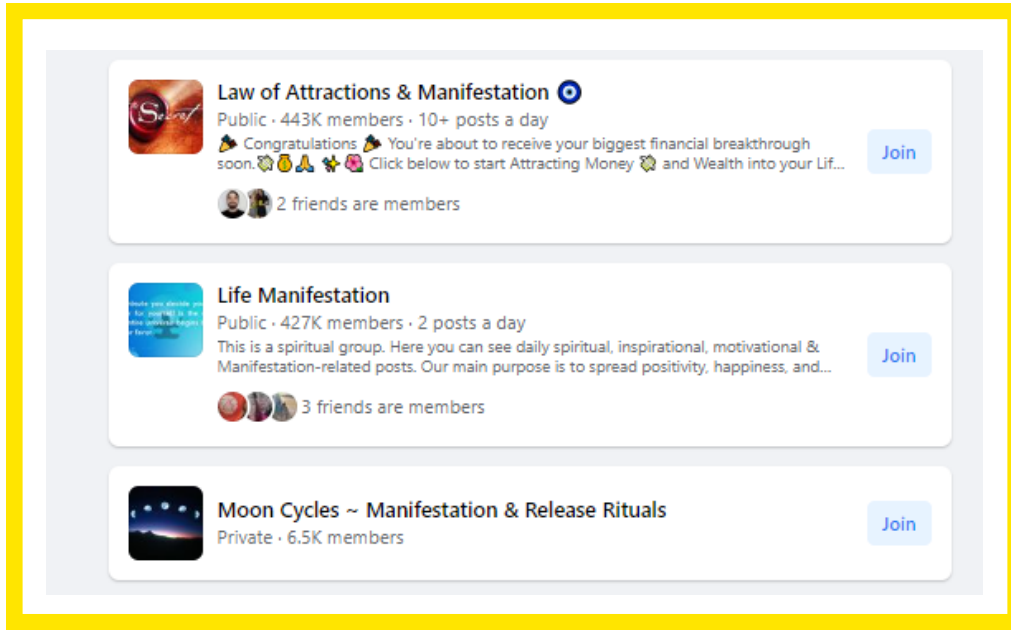 Law of Attractions & Manifestation 🧿
Secret
Public · 443K members · 10+ posts a day
🎉 Congratulations 🎉 You're about to receive your biggest financial breakthrough
soon.💸💰🙏 ✨🌸 Click below to start Attracting Money 💸 and Wealth into your Lif...
Join
2 friends are members
Life Manifestation
Public · 427K members · 2 posts a day
This is a spiritual group. Here you can see daily spiritual, inspirational, motivational &
Manifestation-related posts. Our main purpose is to spread positivity, happiness, and...
Join
3 friends are members
Moon Cycles ~ Manifestation & Release Rituals
Private · 6.5K members
Join